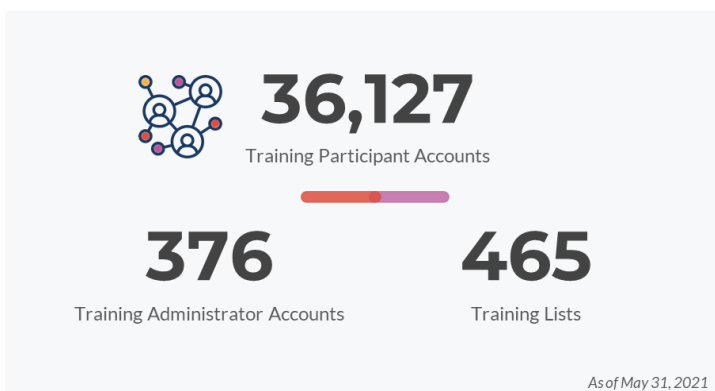 36,127
Training Participant Accounts
376
Training Administrator Accounts
465
Training Lists
As of May 31, 2021